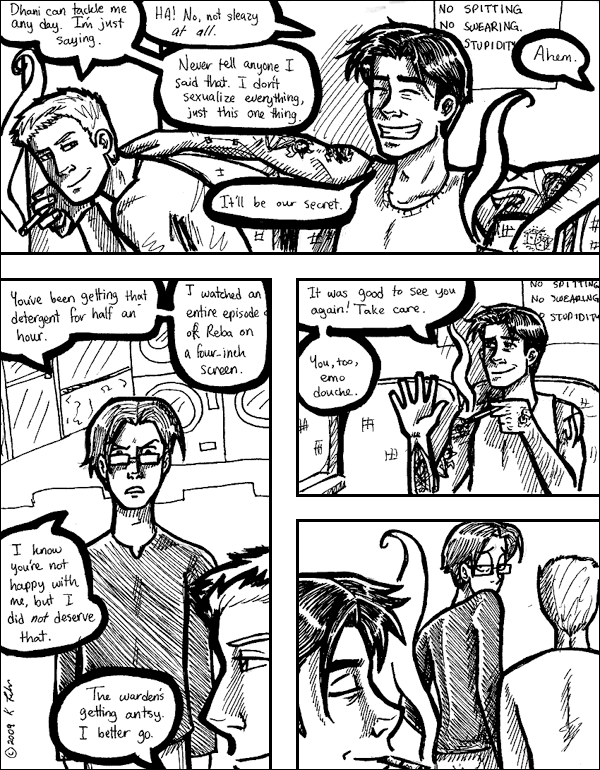 Dhani can tackle me
any day. I'm just
saying.
HA! No, not sleazy
at all.
Never tell anyone I
said that. I don't
sexualize everything,
just this one thing.
It'll be our secret.
NO SPITTING
NO SWEARING.
STUPIDITY
Ahem.
You've been getting that
detergent for half an
hour.
I watched an
entire episode
of Reba on
a four-inch
screen.
I know
you're not
happy with
me, but I
did not deserve
that.
The warden's
getting antsy.
I better go.
It was good to see you
again! Take care.
You, too,
emo
douche.
NO SPITTING
NO SWEARING
STUPIDITY
© 2009 K